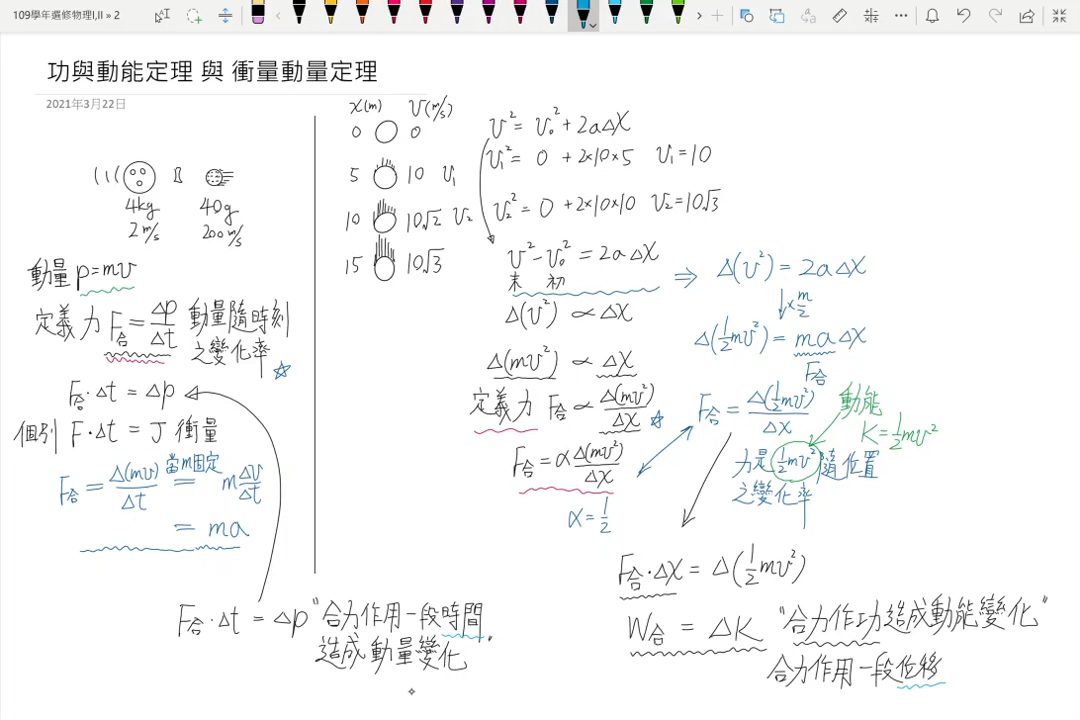 109學年選修物理I,II » 2
功與動能定理 與 衝量動量定理
2021年3月22日
4kg 40g
2m/s 200m/s
動量 p=mv
定義力 F合 = Δp/Δt 動量隨時刻
之變化率 ☆
F合·Δt = Δp
個別 F·Δt = J 衝量
F合 = Δ(mv)/Δt 當m固定 = m Δv/Δt
= ma
F合·Δt = Δp "合力作用一段時間
造成動量變化"
x(m) v(m/s)
0 0
5 10 v₁
10 10√2 v₂
15 10√3
v² = v₀² + 2aΔx
v₁² = 0 + 2×10×5 v₁=10
v₂² = 0 + 2×10×10 v₂=10√3
v² − v₀² = 2aΔx
末 初
Δ(v²) ∝ Δx
Δ(mv²) ∝ Δx
定義力 F合 ∝ Δ(mv²)/Δx ☆
F合 = α Δ(mv²)/Δx
α = 1/2
⇒ Δ(v²) = 2aΔx
↓× m/2
Δ(½mv²) = maΔx
F合
F合 = Δ(½mv²)/Δx
動能
K = ½mv²
力是 ½mv² 隨位置
之變化率
F合·Δx = Δ(½mv²)
W合 = ΔK "合力作功造成動能變化"
合力作用一段位移